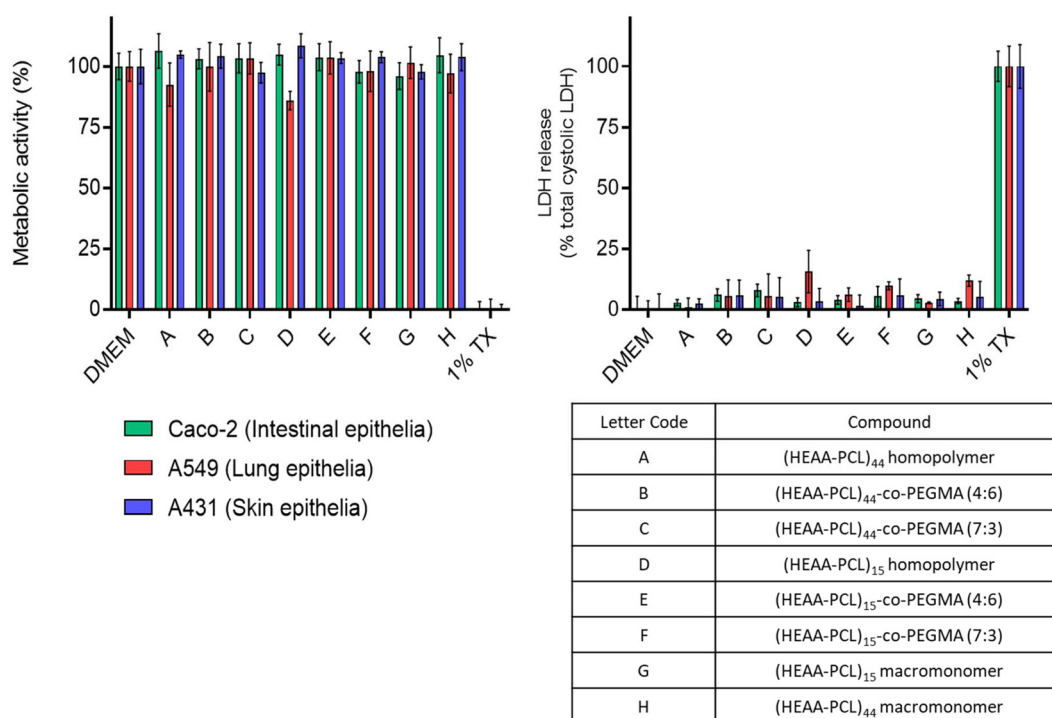 Metabolic activity (%)
100
75
50
25
0
DMEM
A
B
C
D
E
F
G
H
1% TX
LDH release
(% total cystolic LDH)
100
75
50
25
0
DMEM
A
B
C
D
E
F
G
H
1% TX
Caco-2 (Intestinal epithelia)
A549 (Lung epithelia)
A431 (Skin epithelia)
Letter Code Compound
A (HEAA-PCL)₄₄ homopolymer
B (HEAA-PCL)₄₄-co-PEGMA (4:6)
C (HEAA-PCL)₄₄-co-PEGMA (7:3)
D (HEAA-PCL)₁₅ homopolymer
E (HEAA-PCL)₁₅-co-PEGMA (4:6)
F (HEAA-PCL)₁₅-co-PEGMA (7:3)
G (HEAA-PCL)₁₅ macromonomer
H (HEAA-PCL)₄₄ macromonomer